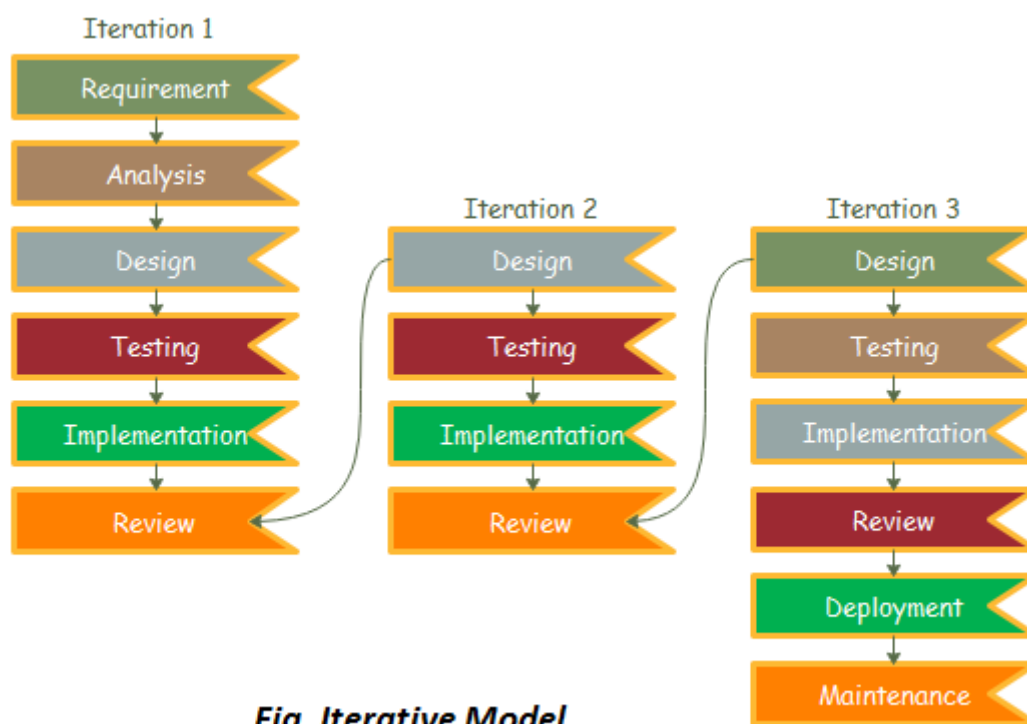 Iteration 1
Requirement
Analysis
Design
Testing
Implementation
Review
Iteration 2
Design
Testing
Implementation
Review
Iteration 3
Design
Testing
Implementation
Review
Deployment
Maintenance
Fig. Iterative Model